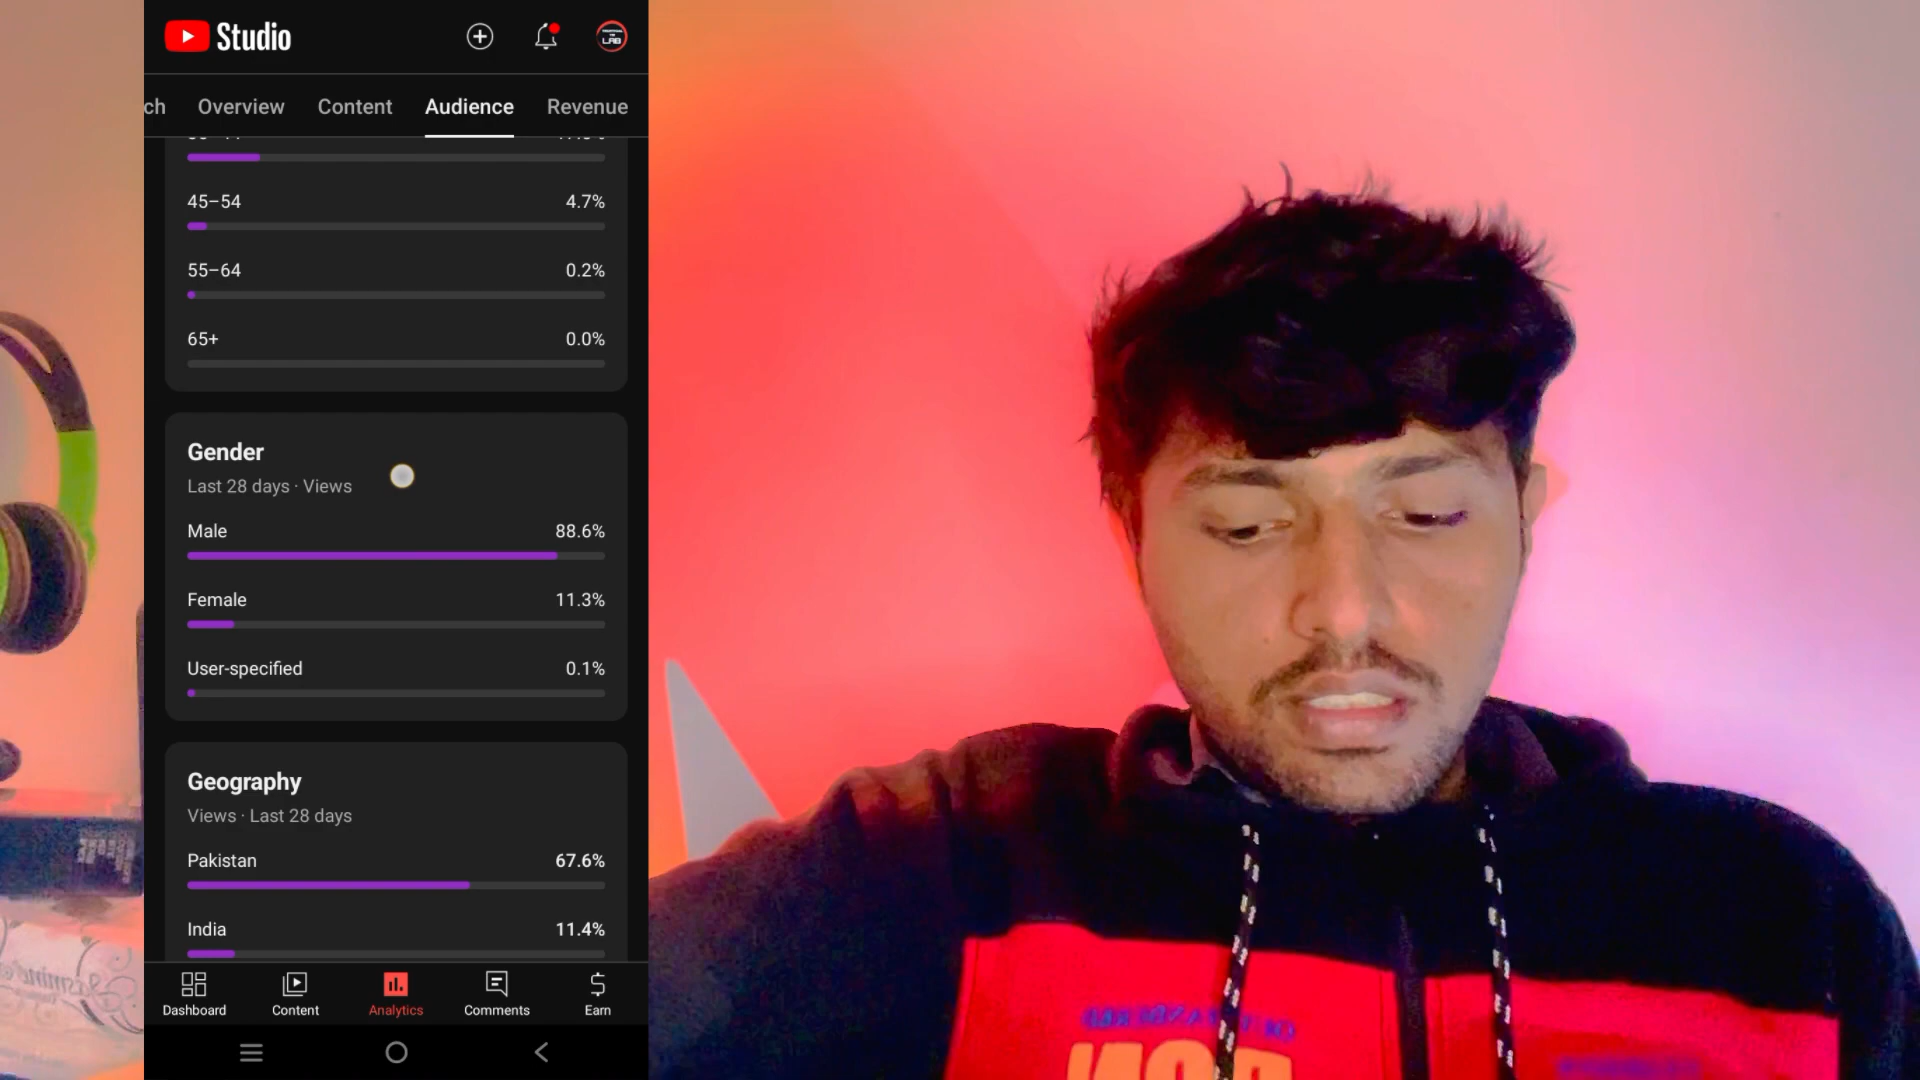 Studio
LAB
ch Overview Content Audience Revenue
45–54 4.7%
55–64 0.2%
65+ 0.0%
Gender
Last 28 days · Views
Male 88.6%
Female 11.3%
User-specified 0.1%
Geography
Views · Last 28 days
Pakistan 67.6%
India 11.4%
Dashboard Content Analytics Comments Earn